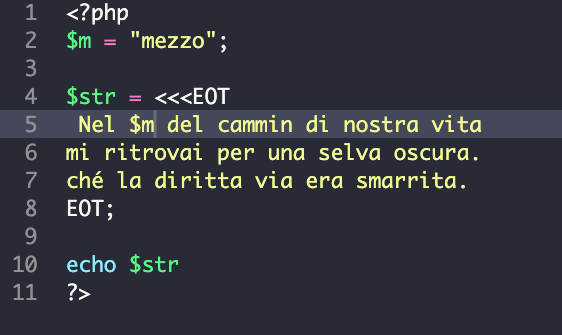 1 <?php
2 $m = "mezzo";
3
4 $str = <<<EOT
5  Nel $m del cammin di nostra vita
6 mi ritrovai per una selva oscura.
7 ché la diritta via era smarrita.
8 EOT;
9
10 echo $str
11 ?>